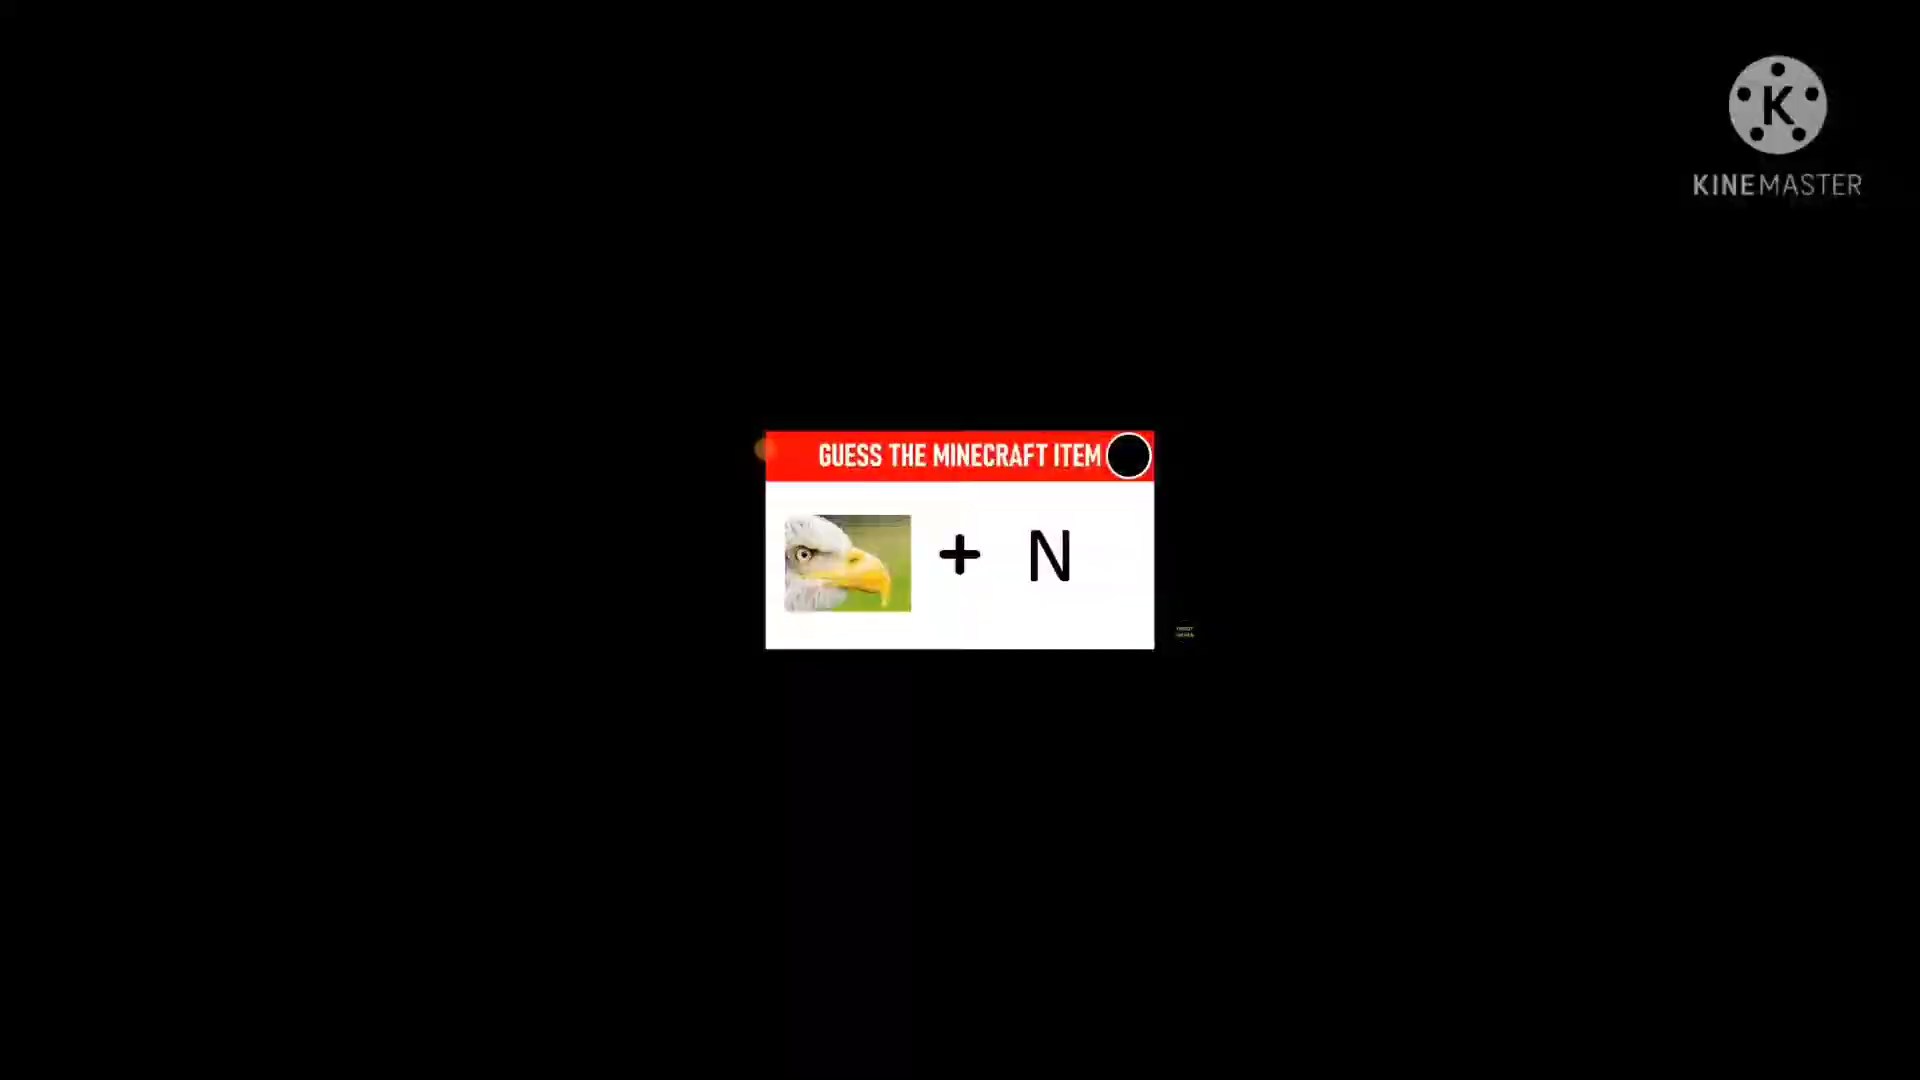 K
KINEMASTER
GUESS THE MINECRAFT ITEM
+ N